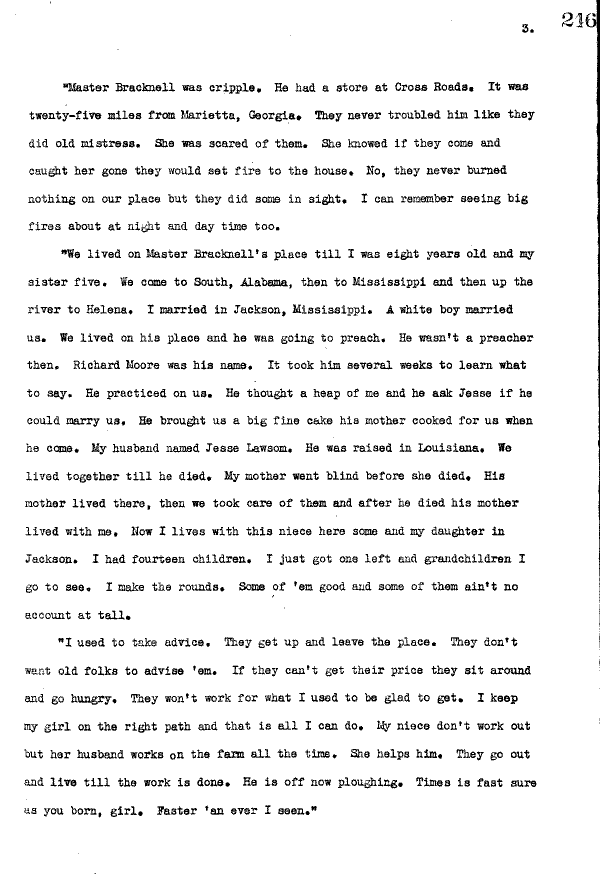 3.
216
"Master Bracknell was cripple. He had a store at Cross Roads. It was
twenty-five miles from Marietta, Georgia. They never troubled him like they
did old mistress. She was scared of them. She knowed if they come and
caught her gone they would set fire to the house. No, they never burned
nothing on our place but they did some in sight. I can remember seeing big
fires about at night and day time too.
"We lived on Master Bracknell's place till I was eight years old and my
sister five. We come to South, Alabama, then to Mississippi and then up the
river to Helena. I married in Jackson, Mississippi. A white boy married
us. We lived on his place and he was going to preach. He wasn't a preacher
then. Richard Moore was his name. It took him several weeks to learn what
to say. He practiced on us. He thought a heap of me and he ask Jesse if he
could marry us. He brought us a big fine cake his mother cooked for us when
he come. My husband named Jesse Lawsom. He was raised in Louisiana. We
lived together till he died. My mother went blind before she died. His
mother lived there, then we took care of them and after he died his mother
lived with me. Now I lives with this niece here some and my daughter in
Jackson. I had fourteen children. I just got one left and grandchildren I
go to see. I make the rounds. Some of 'em good and some of them ain't no
account at tall.
"I used to take advice. They get up and leave the place. They don't
want old folks to advise 'em. If they can't get their price they sit around
and go hungry. They won't work for what I used to be glad to get. I keep
my girl on the right path and that is all I can do. My niece don't work out
but her husband works on the farm all the time. She helps him. They go out
and live till the work is done. He is off now ploughing. Times is fast sure
as you born, girl. Faster 'an ever I seen."